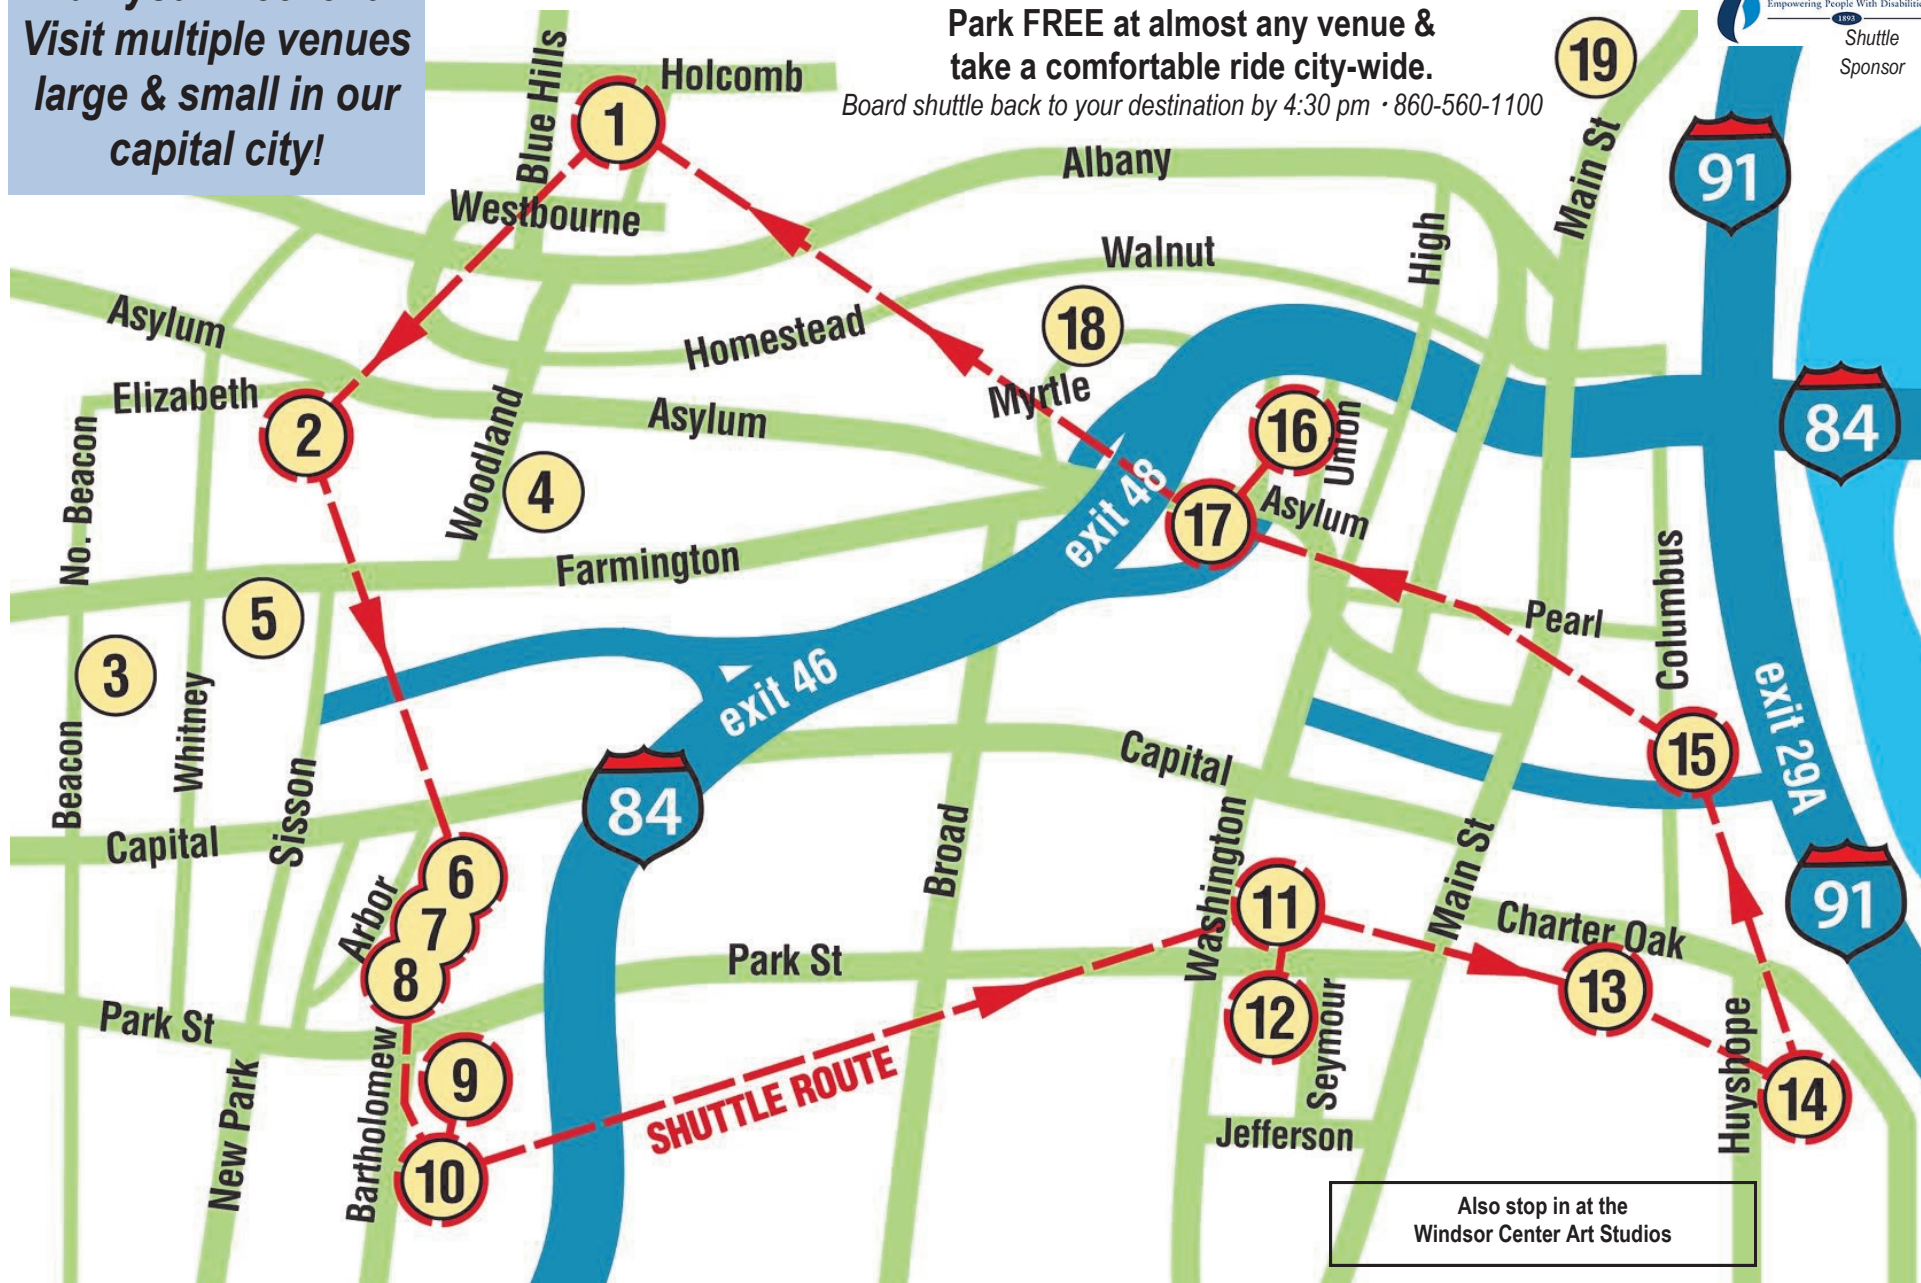 Visit multiple venues
large & small in our
capital city!
Park FREE at almost any venue &
take a comfortable ride city-wide.
Board shuttle back to your destination by 4:30 pm · 860-560-1100
Empowering People With Disabilities
1893
Shuttle
Sponsor
Holcomb
Blue Hills
1
19
Main St
91
Albany
Westbourne
High
Walnut
Asylum
Homestead
18
Myrtle
Elizabeth
2
Asylum
Woodland
16
Union
84
No. Beacon
4
exit 48
17
Asylum
Farmington
5
Pearl
Columbus
3
Whitney
exit 46
exit 29A
15
Beacon
Sisson
Capital
84
Capital
Broad
Washington
Main St
6
7
8
Arbor
11
Charter Oak
91
Park St
Park St
12
Seymour
13
Huyshope
14
9
10
SHUTTLE ROUTE
New Park
Bartholomew
Jefferson
Also stop in at the
Windsor Center Art Studios